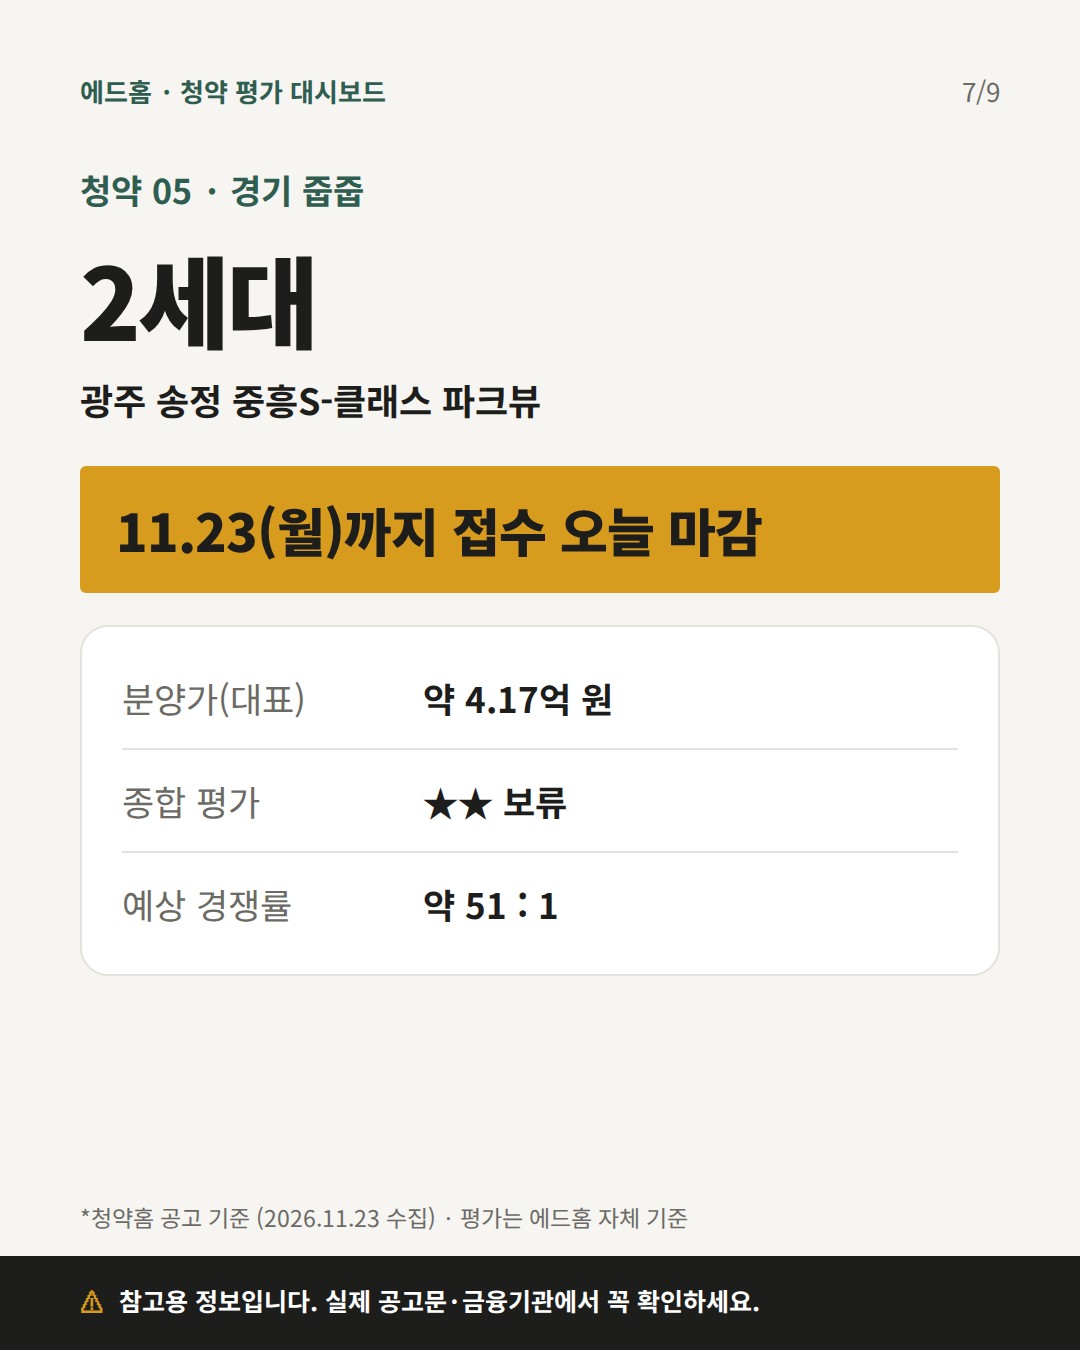 에드홈 · 청약 평가 대시보드
7/9
청약 05 · 경기 줍줍
2세대
광주 송정 중흥S-클래스 파크뷰
11.23(월)까지 접수 오늘 마감
분양가(대표) 약 4.17억 원
종합 평가 ★★ 보류
예상 경쟁률 약 51 : 1
*청약홈 공고 기준 (2026.11.23 수집) · 평가는 에드홈 자체 기준
⚠ 참고용 정보입니다. 실제 공고문·금융기관에서 꼭 확인하세요.